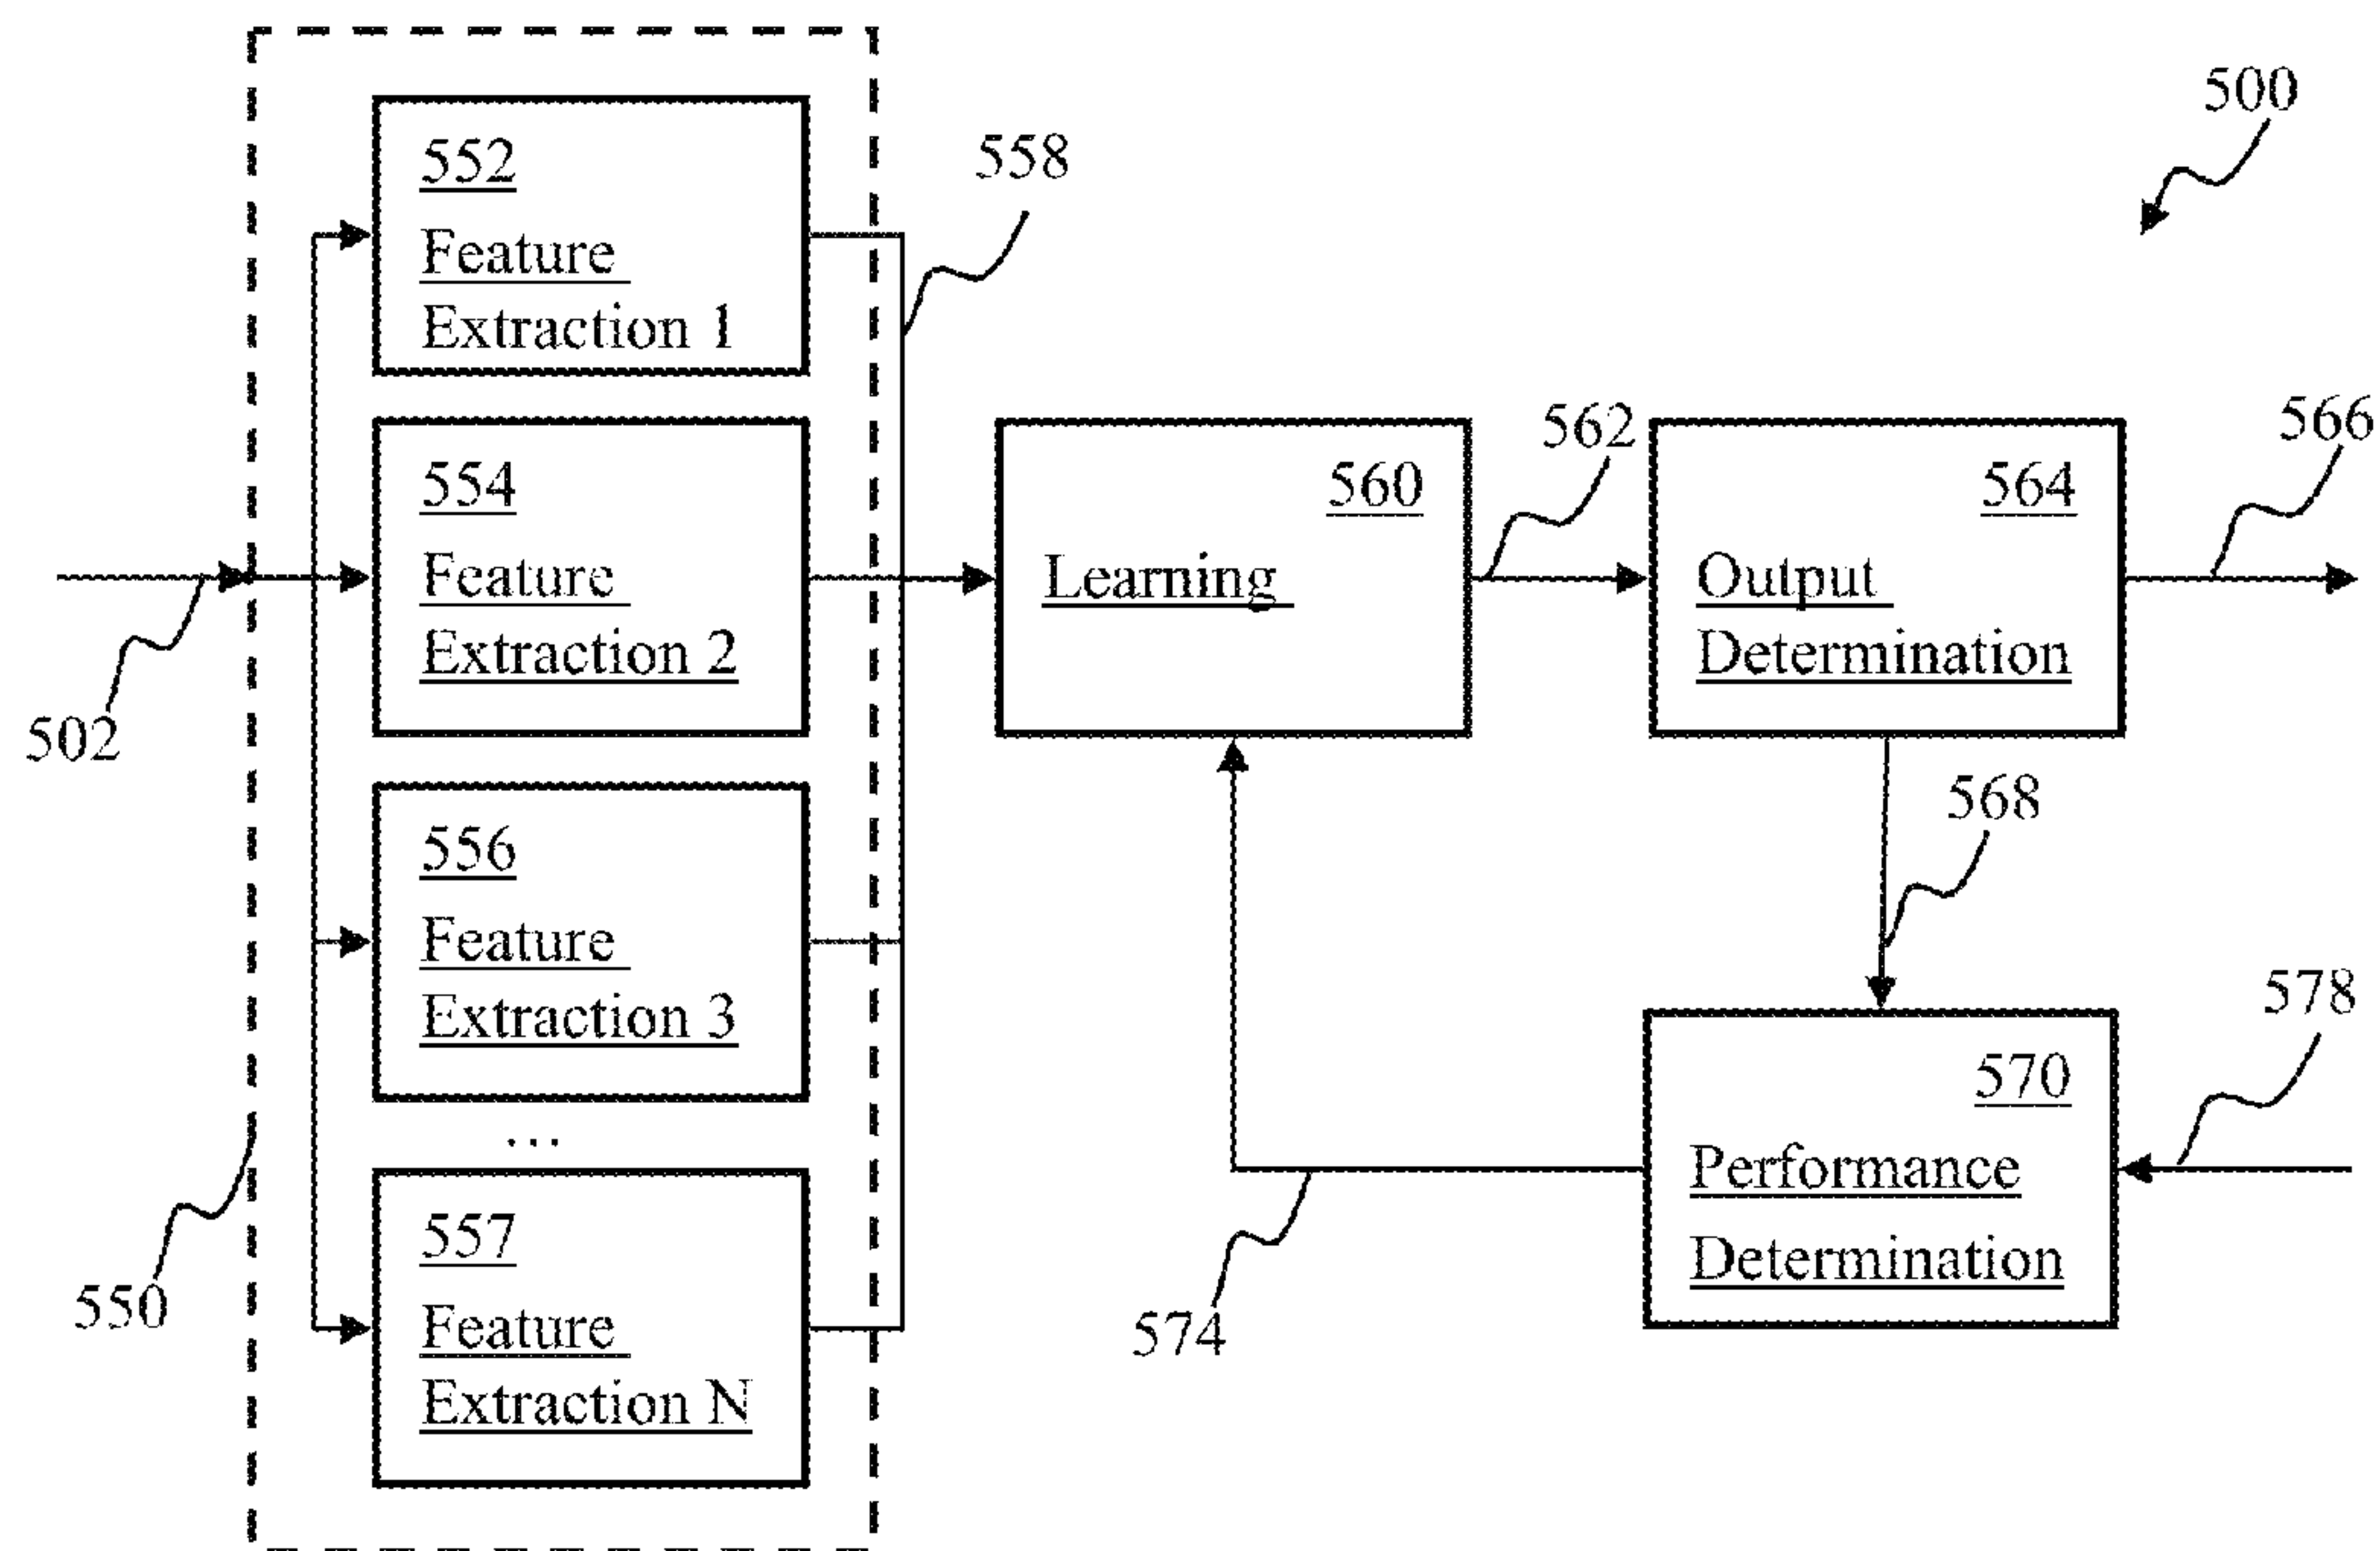 500
558
552
Feature
Extraction 1
554
Feature
Extraction 2
502
556
Feature
Extraction 3
...
557
Feature
Extraction N
550
560
Learning
562
564
Output
Determination
566
568
570
Performance
Determination
578
574